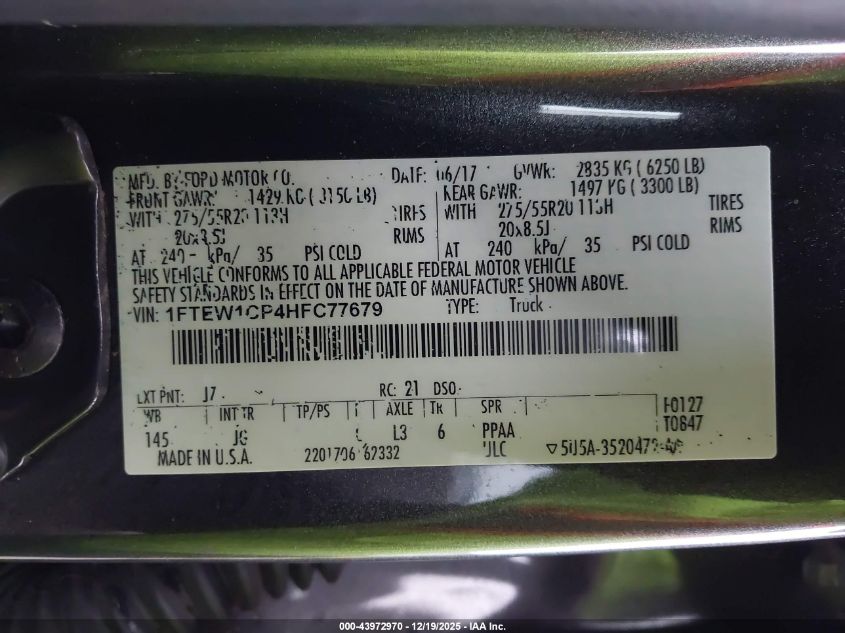 MFD. BY FORD MOTOR CO. DATE: 06/17 GVWR: 2835 KG ( 6250 LB)
FRONT GAWR: 1429 KG ( 3150 LB) REAR GAWR: 1497 KG ( 3300 LB)
WITH 275/55R20 113H TIRES WITH 275/55R20 113H TIRES
20x8.5J RIMS 20x8.5J RIMS
AT 240 kPa/ 35 PSI COLD AT 240 kPa/ 35 PSI COLD
THIS VEHICLE CONFORMS TO ALL APPLICABLE FEDERAL MOTOR VEHICLE
SAFETY STANDARDS IN EFFECT ON THE DATE OF MANUFACTURE SHOWN ABOVE.
VIN: 1FTEW1CP4HFC77679 TYPE: Truck
EXT PNT: J7 RC: 21 DSO:
WB INT TR TP/PS R AXLE TR SPR F0127
145 JG L3 6 PPAA T0847
MADE IN U.S.A. 2201706 62332 ULC
000-43972970 | 12/19/2025 | IAA Inc.